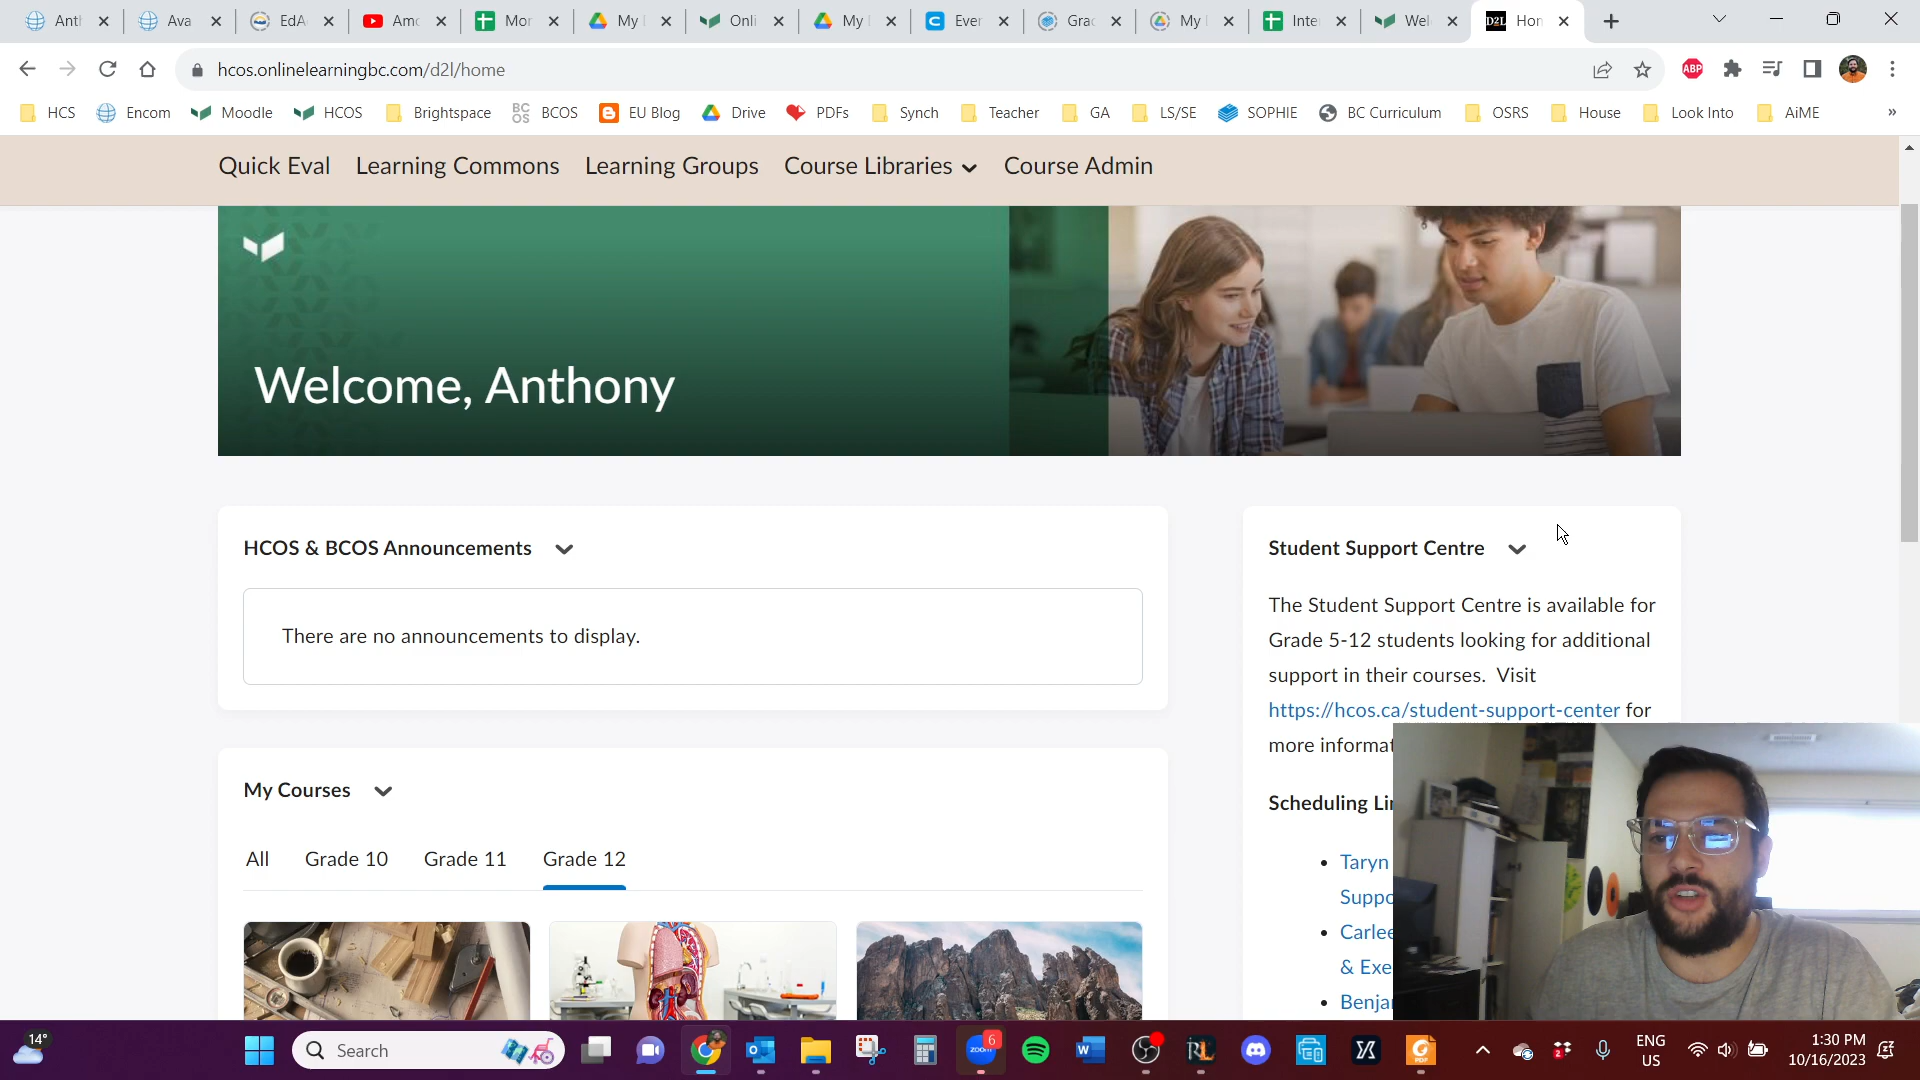 Ant
Ava
EdA
Amc
Mor
My
Onli
My
Ever
Grac
My
Inte
Wel
D2L
Hon
hcos.onlinelearningbc.com/d2l/home
ABP
HCS
Encom
Moodle
HCOS
Brightspace
BCOS
BCOS
EU Blog
Drive
PDFs
Synch
Teacher
GA
LS/SE
SOPHIE
BC Curriculum
OSRS
House
Look Into
AiME
»
Quick Eval Learning Commons Learning Groups Course Libraries Course Admin
Welcome, Anthony
HCOS & BCOS Announcements
There are no announcements to display.
My Courses
All Grade 10 Grade 11 Grade 12
Student Support Centre
The Student Support Centre is available for
Grade 5-12 students looking for additional
support in their courses. Visit
https://hcos.ca/student-support-center for
more informat
Scheduling Li
• Taryn
Suppo
• Carlee
& Exe
• Benja
14°
Search
zoom
6
2
ENG
US
1:30 PM
10/16/2023